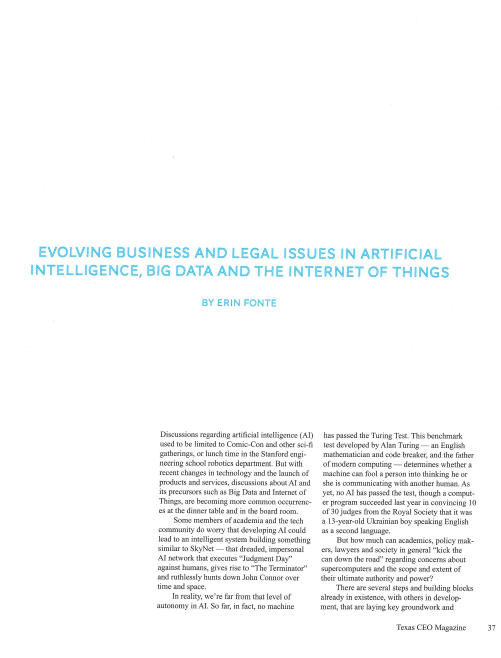 EVOLVING BUSINESS AND LEGAL ISSUES IN ARTIFICIAL
INTELLIGENCE, BIG DATA AND THE INTERNET OF THINGS
BY ERIN FONTE
Discussions regarding artificial intelligence (AI)
used to be limited to Comic-Con and other sci-fi
gatherings, or lunch time in the Stanford engi-
neering school robotics department. But with
recent changes in technology and the launch of
products and services, discussions about AI and
its precursors such as Big Data and Internet of
Things, are becoming more common occurrenc-
es at the dinner table and in the board room.
Some members of academia and the tech
community do worry that developing AI could
lead to an intelligent system building something
similar to SkyNet — that dreaded, impersonal
AI network that executes “Judgment Day”
against humans, gives rise to “The Terminator”
and ruthlessly hunts down John Connor over
time and space.
In reality, we’re far from that level of
autonomy in AI. So far, in fact, no machine
has passed the Turing Test. This benchmark
test developed by Alan Turing — an English
mathematician and code breaker, and the father
of modern computing — determines whether a
machine can fool a person into thinking he or
she is communicating with another human. As
yet, no AI has passed the test, though a comput-
er program succeeded last year in convincing 10
of 30 judges from the Royal Society that it was
a 13-year-old Ukrainian boy speaking English
as a second language.
But how much can academics, policy mak-
ers, lawyers and society in general “kick the
can down the road” regarding concerns about
supercomputers and the scope and extent of
their ultimate authority and power?
There are several steps and building blocks
already in existence, with others in develop-
ment, that are laying key groundwork and
Texas CEO Magazine 37